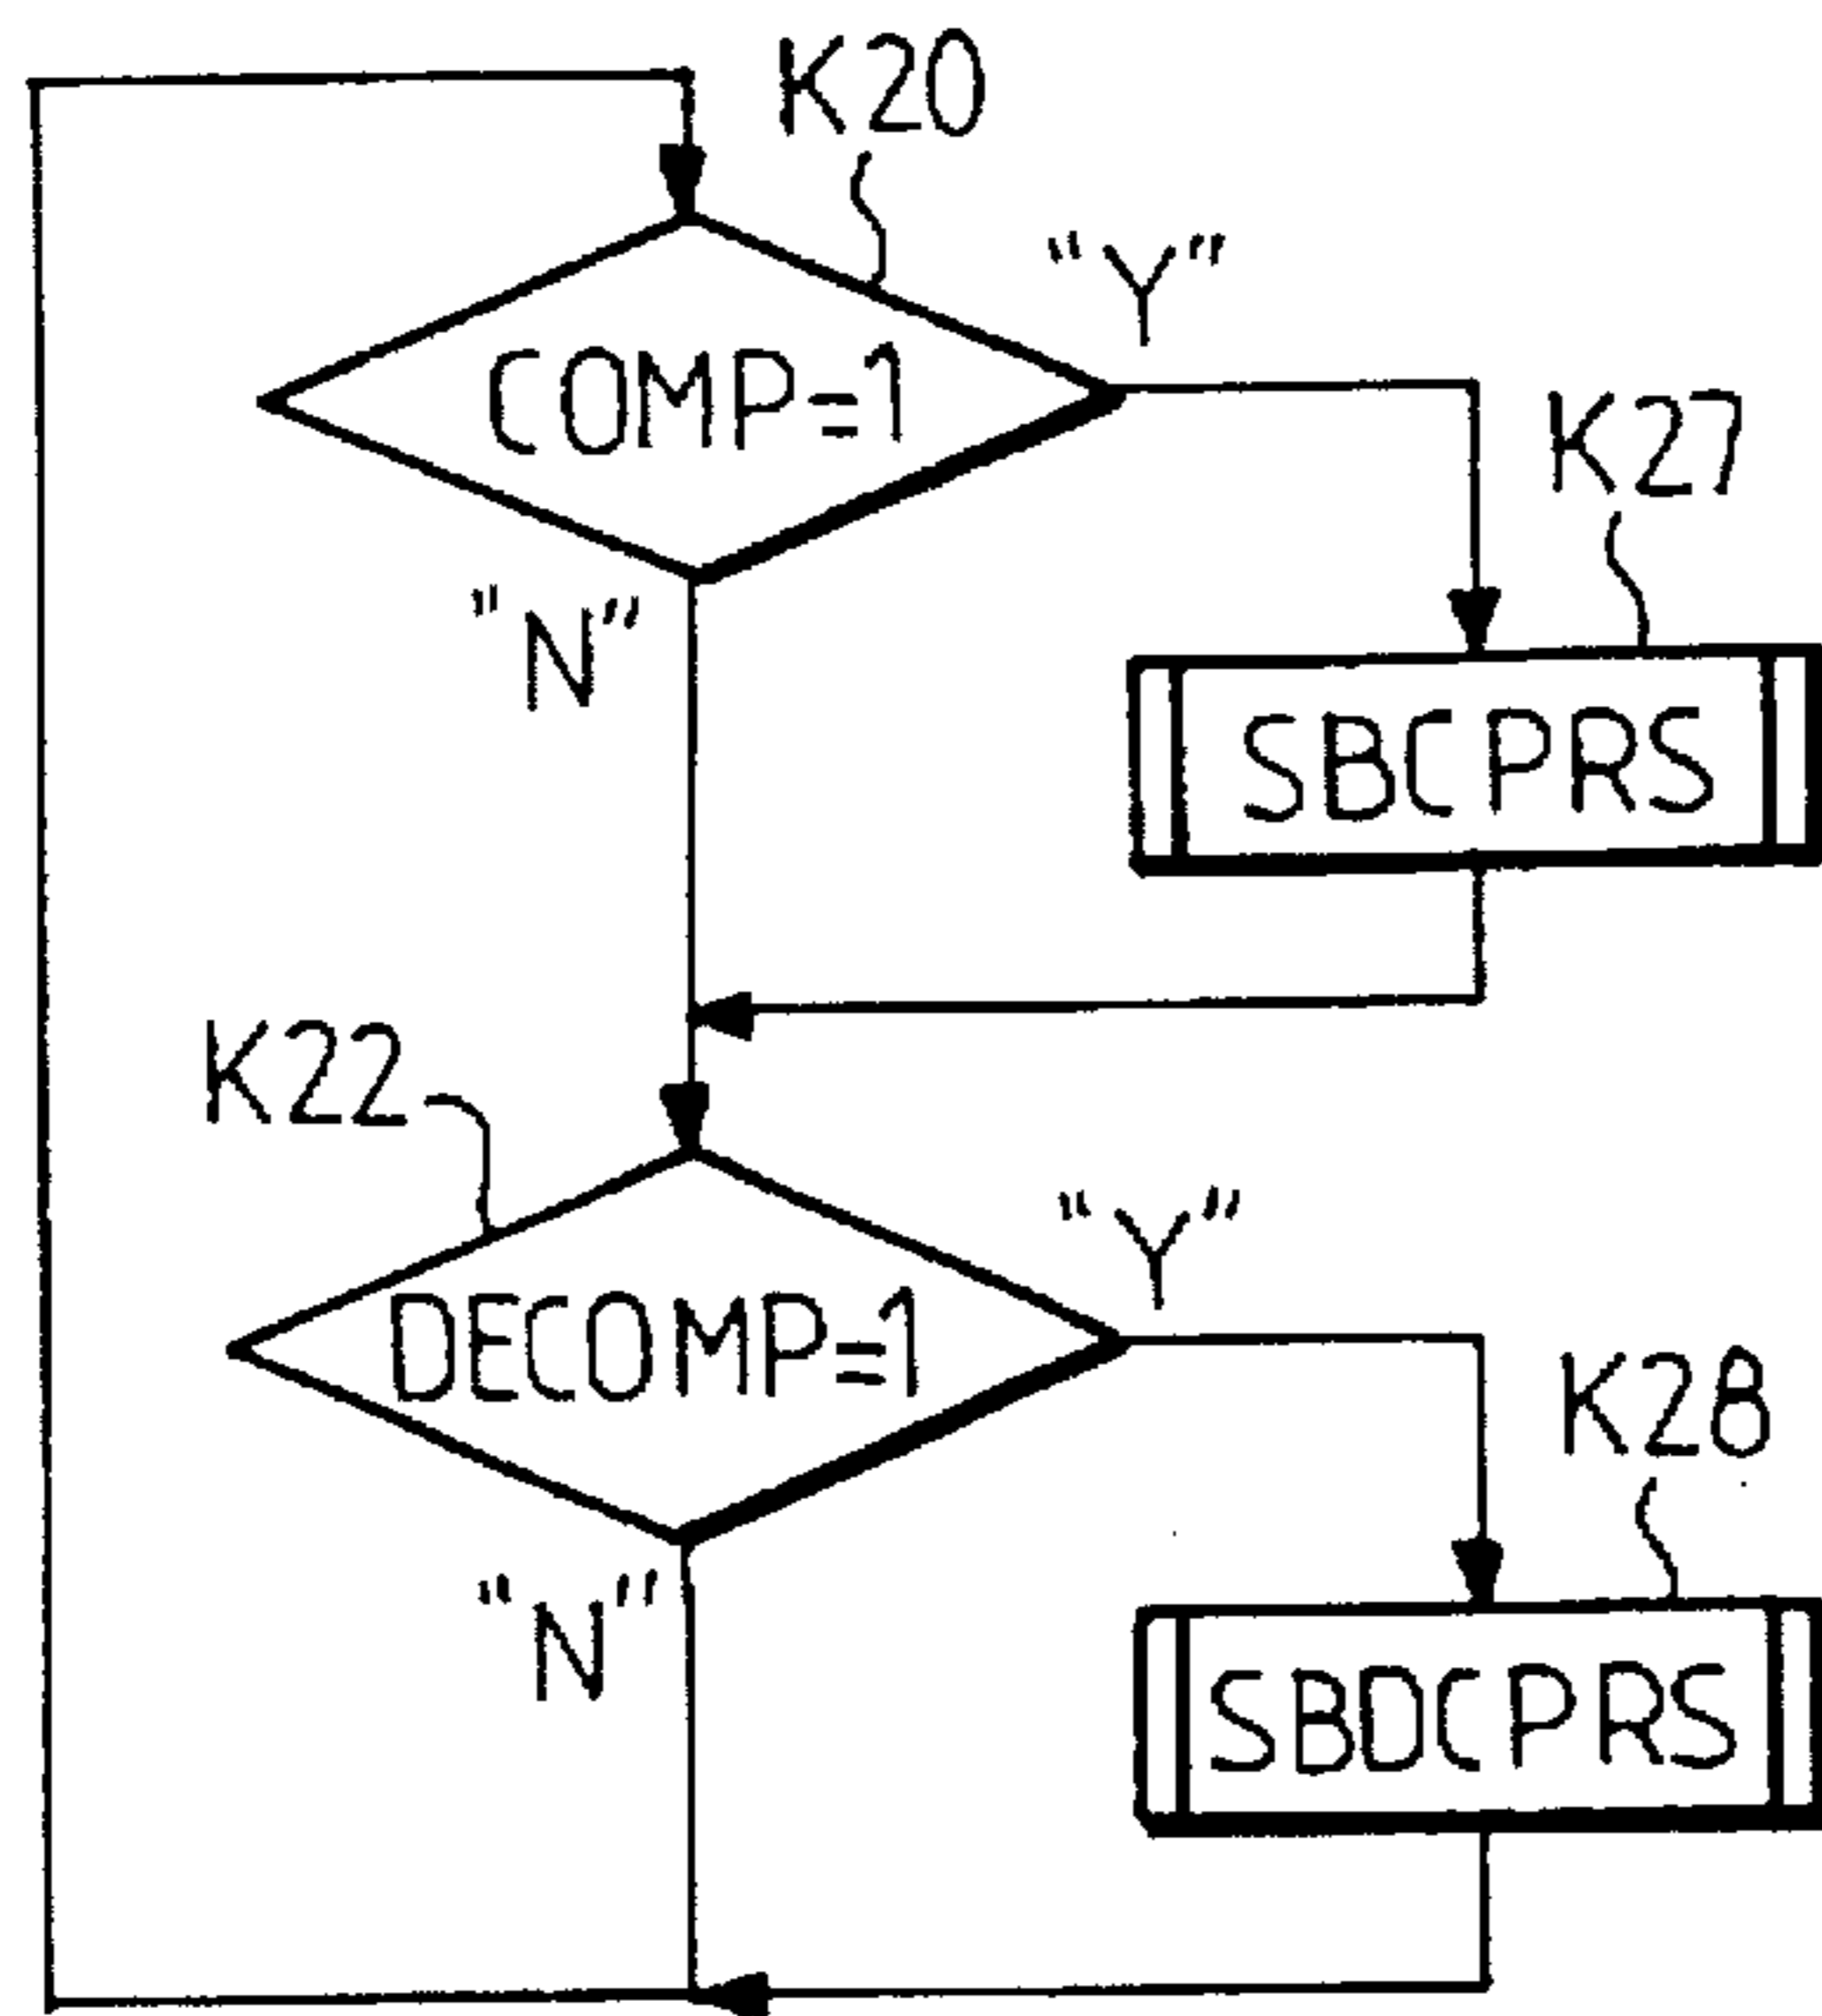 K20
"Y"
COMP=1
K27
"N"
SBCPRS
K22
"Y"
DECOMP=1
K28
"N"
SBDCPRS